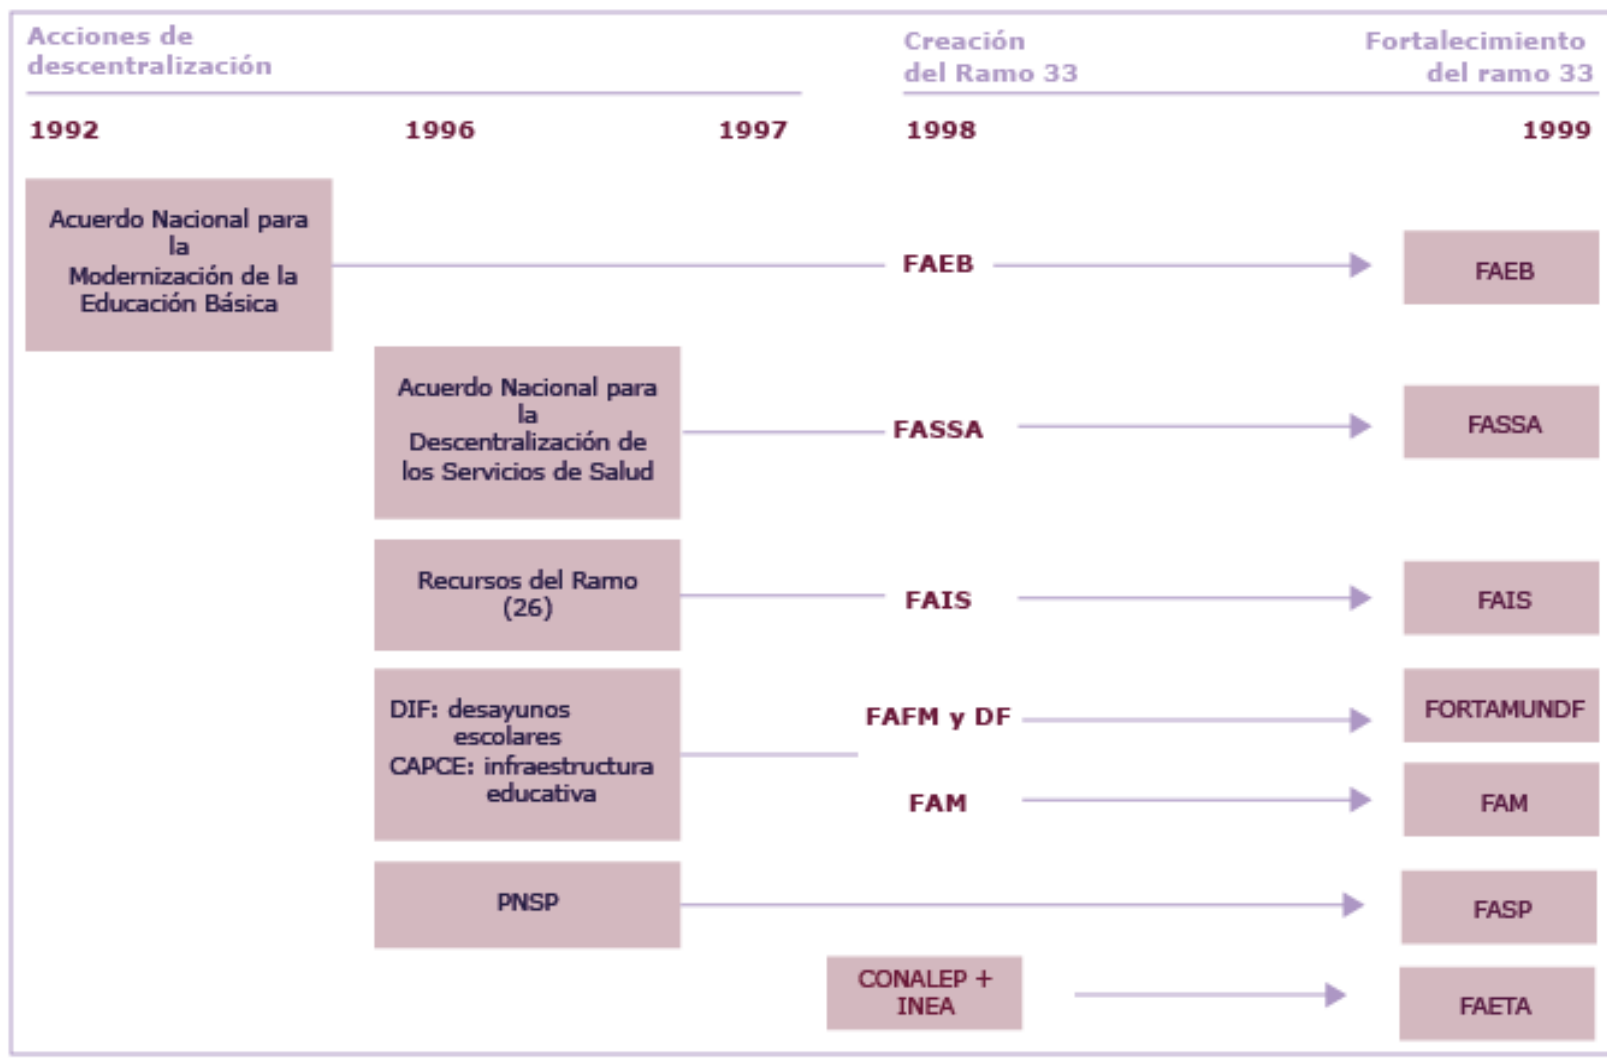 Acciones de
descentralización
Creación
del Ramo 33
Fortalecimiento
del ramo 33
1992
1996
1997
1998
1999
Acuerdo Nacional para
la
Modernización de la
Educación Básica
FAEB
FAEB
Acuerdo Nacional para
la
Descentralización de
los Servicios de Salud
FASSA
FASSA
Recursos del Ramo
(26)
FAIS
FAIS
DIF: desayunos
escolares
CAPCE: infraestructura
educativa
FAFM y DF
FORTAMUNDF
FAM
FAM
PNSP
FASP
CONALEP +
INEA
FAETA